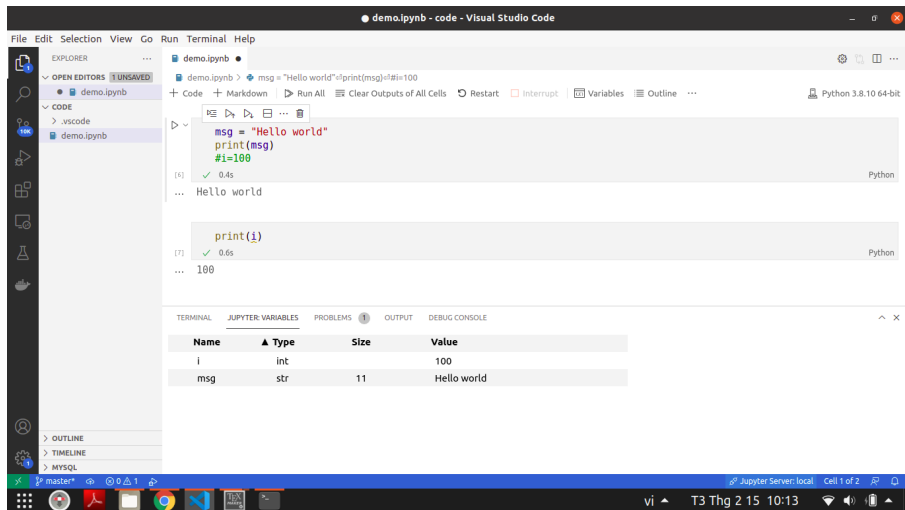 ● demo.ipynb - code - Visual Studio Code
File Edit Selection View Go Run Terminal Help
EXPLORER
demo.ipynb ●
OPEN EDITORS 1 UNSAVED
demo.ipynb > msg = "Hello world"⏎print(msg)⏎#i=100
● demo.ipynb
+ Code + Markdown Run All Clear Outputs of All Cells Restart Interrupt Variables Outline ... Python 3.8.10 64-bit
CODE
> .vscode
demo.ipynb
10K
msg = "Hello world"
print(msg)
#i=100
[6] ✓ 0.4s Python
... Hello world
print(i)
[7] ✓ 0.6s Python
... 100
TERMINAL JUPYTER: VARIABLES PROBLEMS 1 OUTPUT DEBUG CONSOLE
Name ▲ Type Size Value
i int 100
msg str 11 Hello world
> OUTLINE
> TIMELINE
> MYSQL
master* 0 1 Jupyter Server: local Cell 1 of 2
vi T3 Thg 2 15 10:13